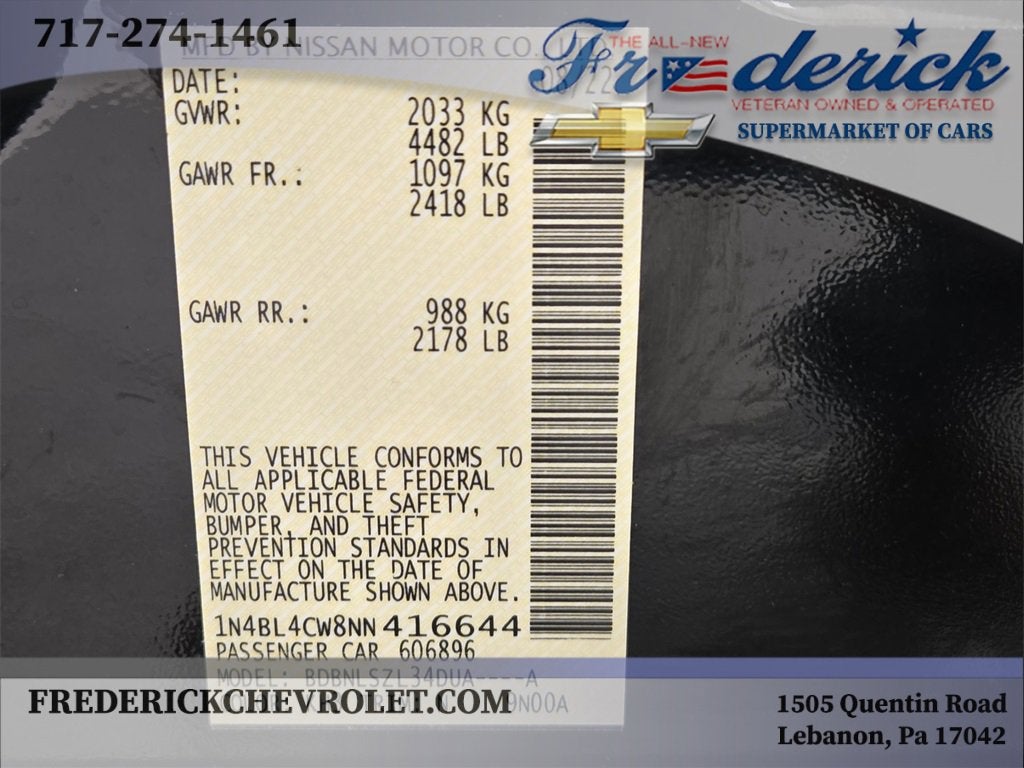 717-274-1461
THE ALL-NEW
Frederick
VETERAN OWNED & OPERATED
SUPERMARKET OF CARS
MFD BY NISSAN MOTOR CO., LTD.
DATE: 08/22
GVWR: 2033 KG
4482 LB
GAWR FR.: 1097 KG
2418 LB
GAWR RR.: 988 KG
2178 LB
THIS VEHICLE CONFORMS TO
ALL APPLICABLE FEDERAL
MOTOR VEHICLE SAFETY,
BUMPER, AND THEFT
PREVENTION STANDARDS IN
EFFECT ON THE DATE OF
MANUFACTURE SHOWN ABOVE.
1N4BL4CW8NN416644
PASSENGER CAR 606896
MODEL: BDBNLSZL34DUA----A
FREDERICKCHEVROLET.COM
1505 Quentin Road
Lebanon, Pa 17042